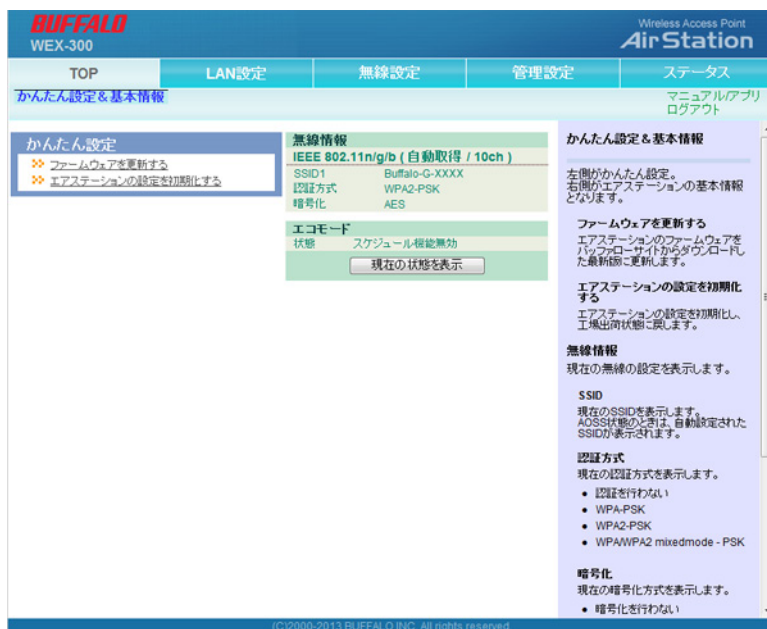 BUFFALO
WEX-300
Wireless Access Point
AirStation
TOP
LAN設定
無線設定
管理設定
ステータス
かんたん設定&基本情報
マニュアル/アプリ
ログアウト
かんたん設定
ファームウェアを更新する
エアステーションの設定を初期化する
無線情報
IEEE 802.11n/g/b ( 自動取得 / 10ch )
SSID1 Buffalo-G-XXXX
認証方式 WPA2-PSK
暗号化 AES
エコモード
状態 スケジュール機能無効
現在の状態を表示
かんたん設定&基本情報
左側がかんたん設定。
右側がエアステーションの基本情報
となります。
ファームウェアを更新する
エアステーションのファームウェアを
バッファローサイトからダウンロードし
た最新版に更新します。
エアステーションの設定を初期化
する
エアステーションの設定を初期化し、
工場出荷状態に戻します。
無線情報
現在の無線の設定を表示します。
SSID
現在のSSIDを表示します。
AOSS状態のときは、自動設定された
SSIDが表示されます。
認証方式
現在の認証方式を表示します。
• 認証を行わない
• WPA-PSK
• WPA2-PSK
• WPA/WPA2 mixedmode - PSK
暗号化
現在の暗号化方式を表示します。
• 暗号化を行わない
(C)2000-2013 BUFFALO INC. All rights reserved.